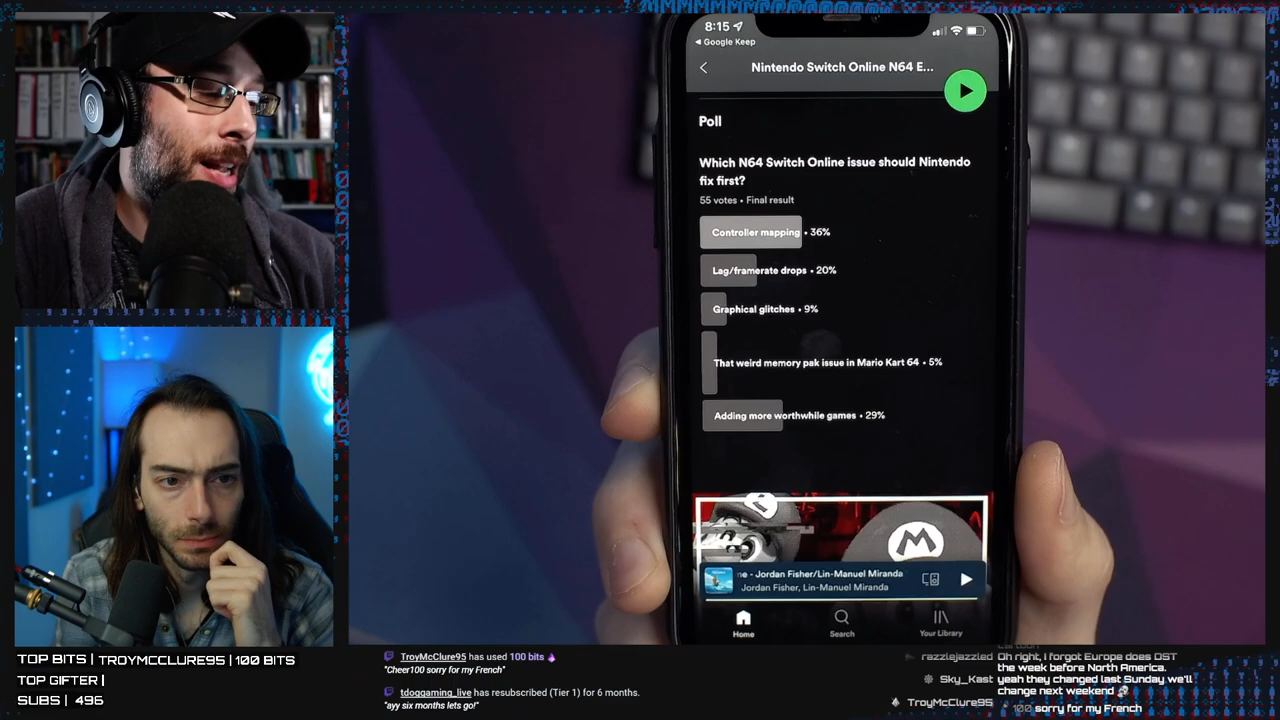 8:15
Google Keep
Nintendo Switch Online N64 E...
Poll
Which N64 Switch Online issue should Nintendo
fix first?
55 votes • Final result
Controller mapping • 36%
Lag/framerate drops • 20%
Graphical glitches • 9%
That weird memory pak issue in Mario Kart 64 • 5%
Adding more worthwhile games • 29%
L
M
ne - Jordan Fisher/Lin-Manuel Miranda
Jordan Fisher, Lin-Manuel Miranda
Home
Search
Your Library
TOP BITS | TROYMCCLURE95 | 100 BITS
TOP GIFTER |
SUBS | 496
TroyMcClure95 has used 100 bits
"Cheer100 sorry for my French"
tdoggaming_live has resubscribed (Tier 1) for 6 months.
"ayy six months lets go!"
razzlejazzled Oh right, I forgot Europe does DST
the week before North America.
Sky_Kast yeah they changed last Sunday we'll
change next weekend
TroyMcClure95 100 sorry for my French